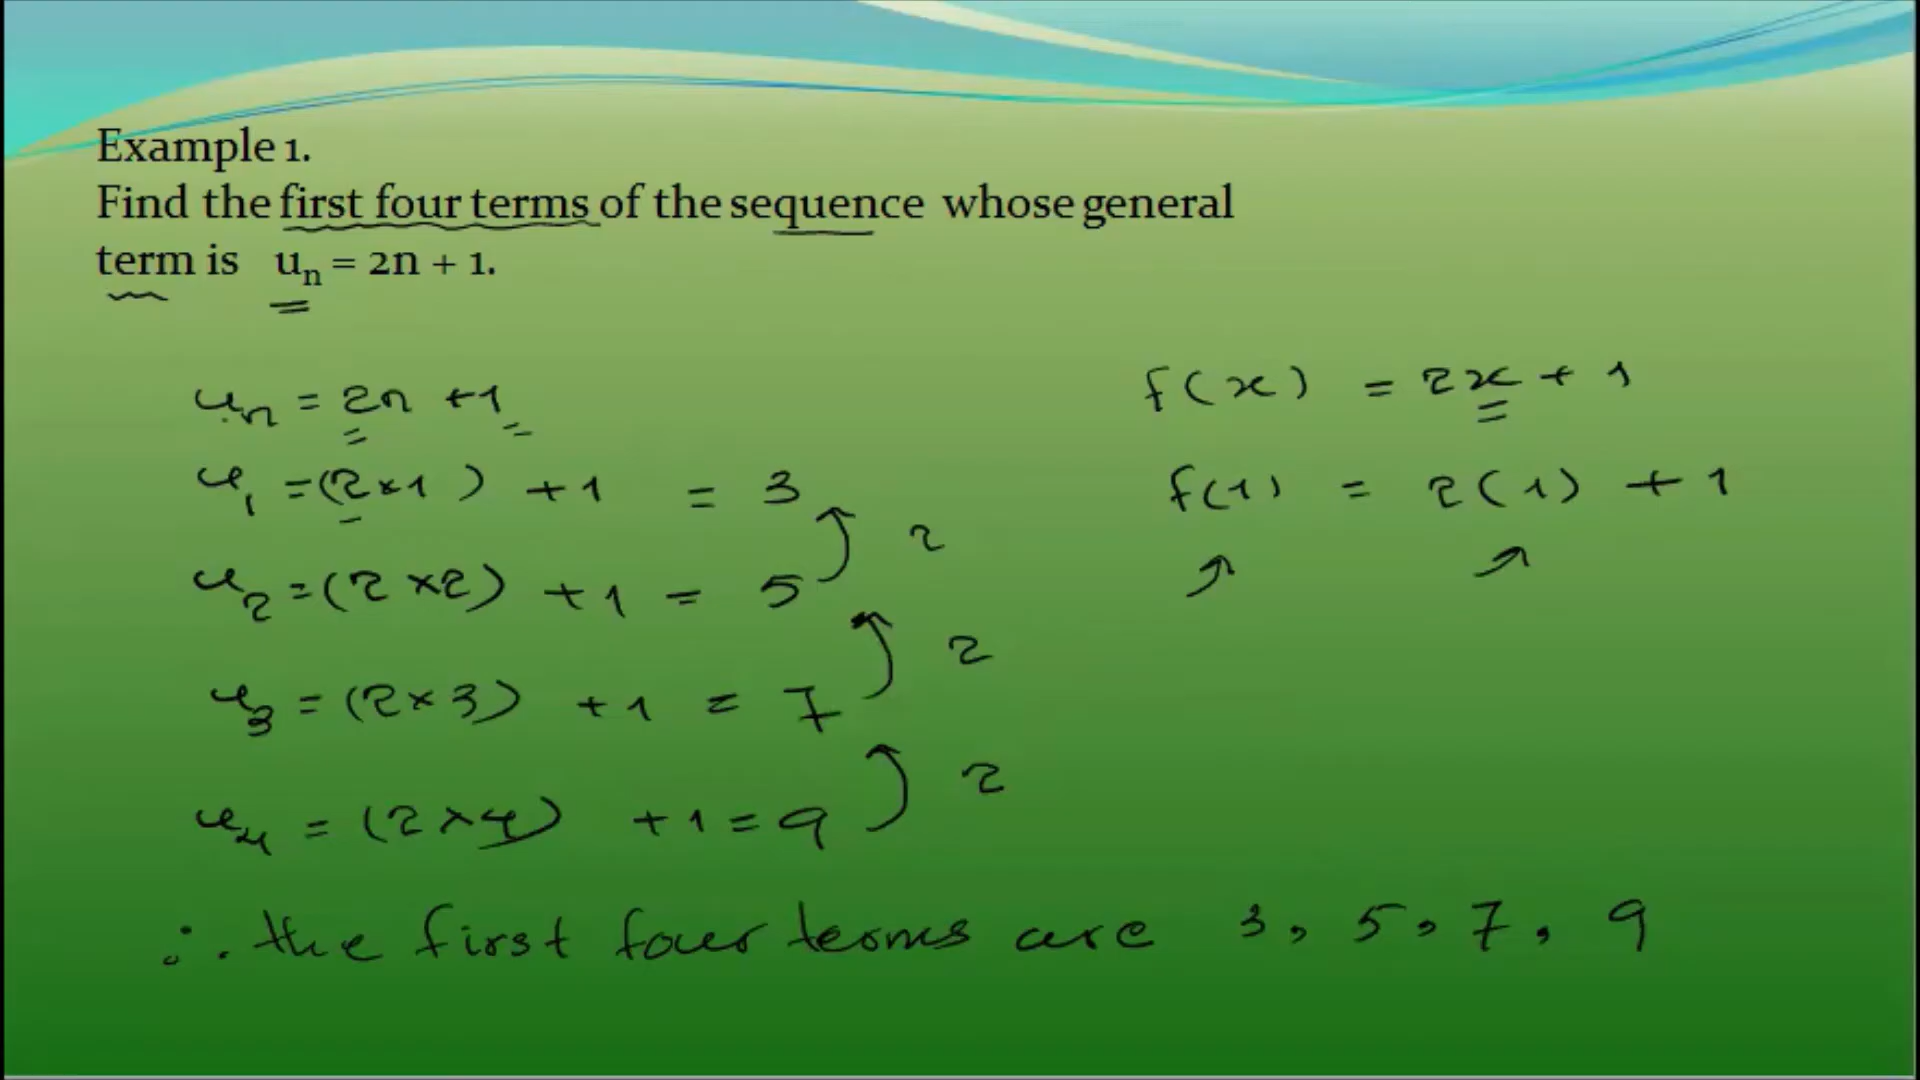 Example 1.
Find the first four terms of the sequence whose general
term is uₙ = 2n + 1.
uₙ = 2n + 1
u₁ = (2×1) + 1 = 3
2
u₂ = (2×2) + 1 = 5
2
u₃ = (2×3) + 1 = 7
2
u₄ = (2×4) + 1 = 9
f(x) = 2x + 1
f(1) = 2(1) + 1
∴ the first four terms are 3, 5, 7, 9